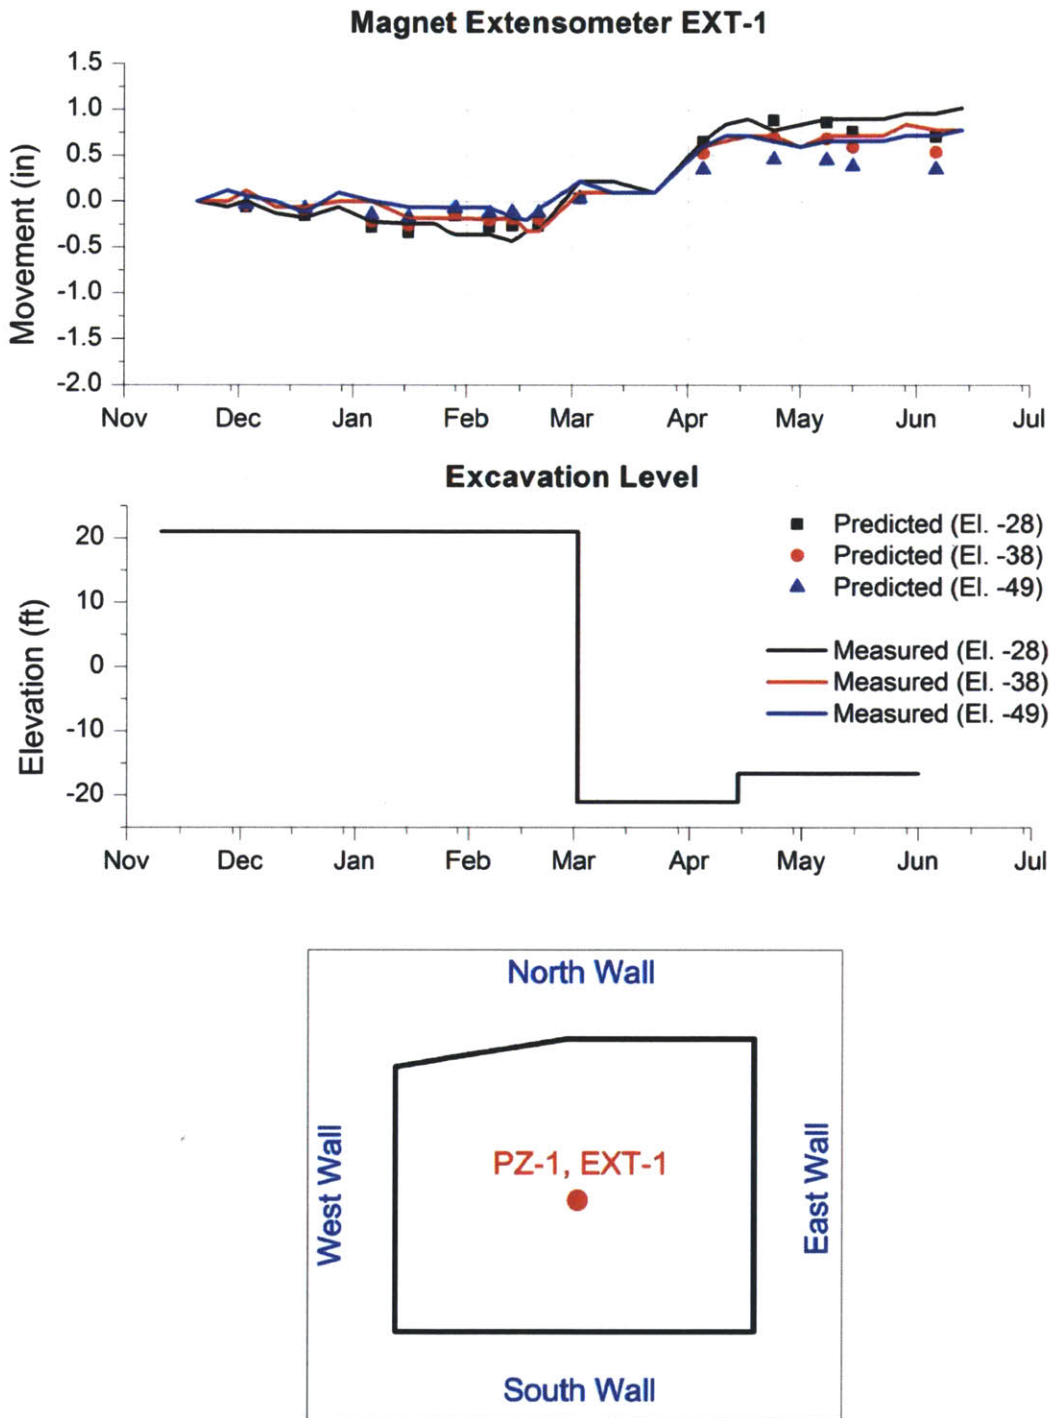 Magnet Extensometer EXT-1
Movement (in)
1.5
1.0
0.5
0.0
-0.5
-1.0
-1.5
-2.0
Nov Dec Jan Feb Mar Apr May Jun Jul
Excavation Level
Elevation (ft)
20
10
0
-10
-20
Predicted (El. -28)
Predicted (El. -38)
Predicted (El. -49)
Measured (El. -28)
Measured (El. -38)
Measured (El. -49)
Nov Dec Jan Feb Mar Apr May Jun Jul
North Wall
West Wall
PZ-1, EXT-1
East Wall
South Wall